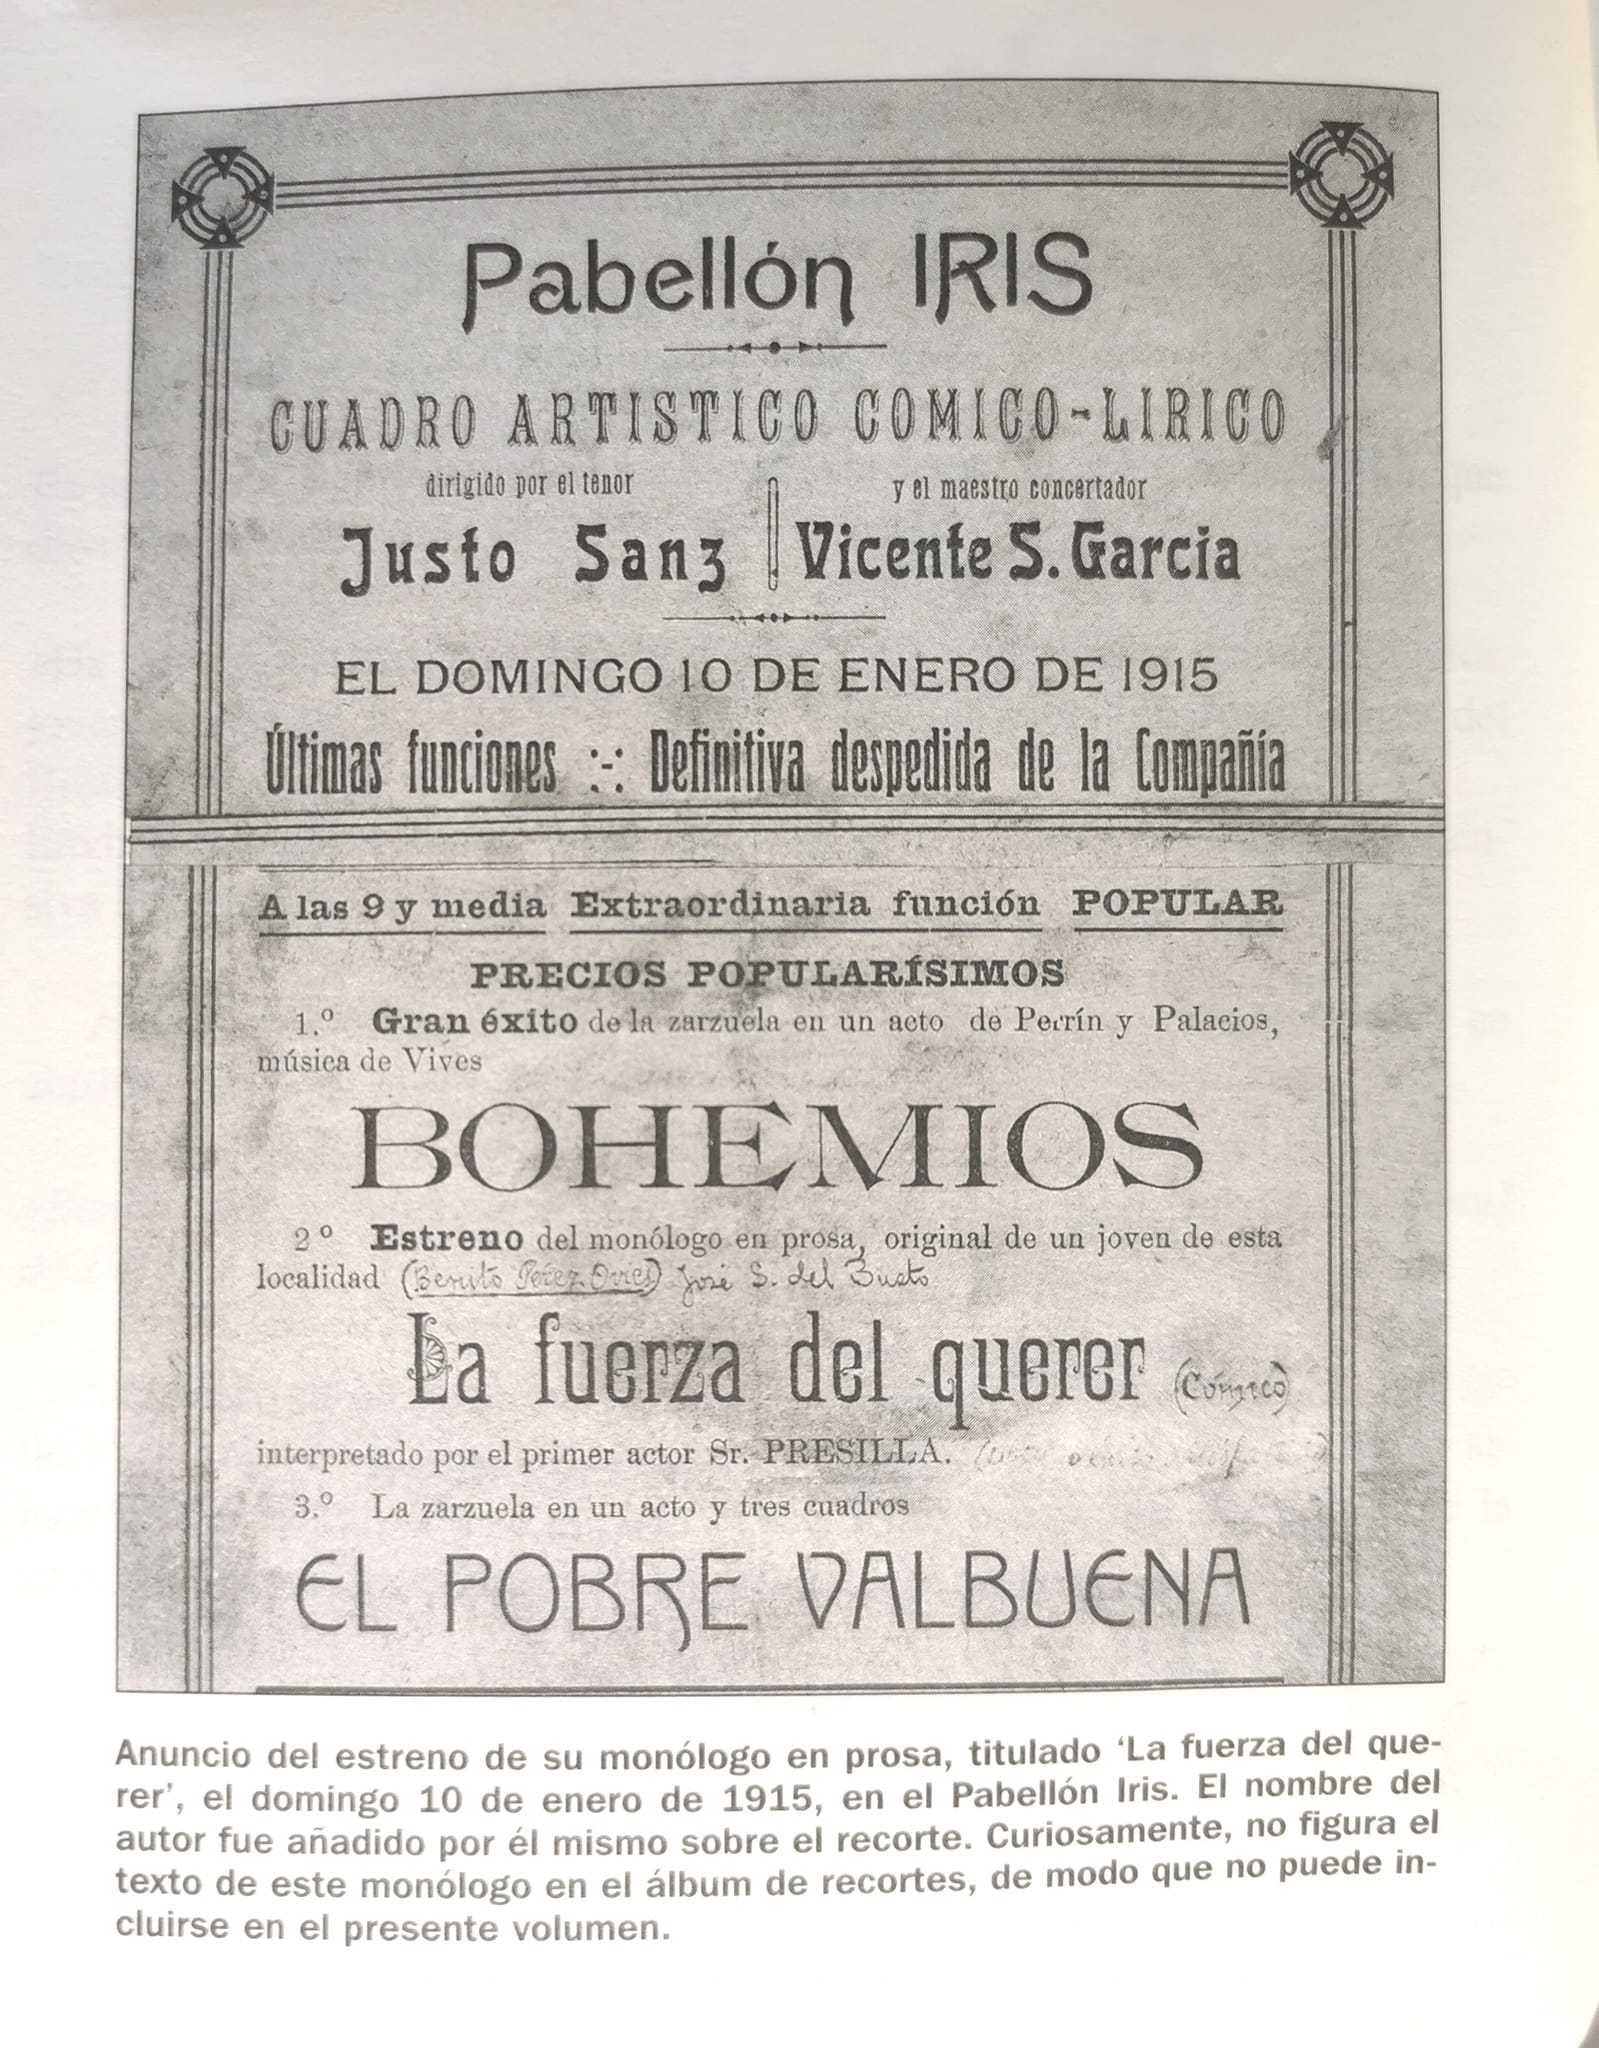 Pabellón IRIS
CUADRO ARTISTICO COMICO-LIRICO
dirigido por el tenor
Justo Sanz
y el maestro concertador
Vicente S. Garcia
EL DOMINGO 10 DE ENERO DE 1915
Últimas funciones :-: Definitiva despedida de la Compañía
A las 9 y media Extraordinaria función POPULAR
PRECIOS POPULARÍSIMOS
1.º Gran éxito de la zarzuela en un acto de Perrín y Palacios,
música de Vives
BOHEMIOS
2º Estreno del monólogo en prosa, original de un joven de esta
localidad (Benito Pérez Ovies) José S. del Busto
La fuerza del querer (Cómico)
interpretado por el primer actor Sr. PRESILLA.
3.º La zarzuela en un acto y tres cuadros
EL POBRE VALBUENA
Anuncio del estreno de su monólogo en prosa, titulado ‘La fuerza del que-
rer’, el domingo 10 de enero de 1915, en el Pabellón Iris. El nombre del
autor fue añadido por él mismo sobre el recorte. Curiosamente, no figura el
texto de este monólogo en el álbum de recortes, de modo que no puede in-
cluirse en el presente volumen.